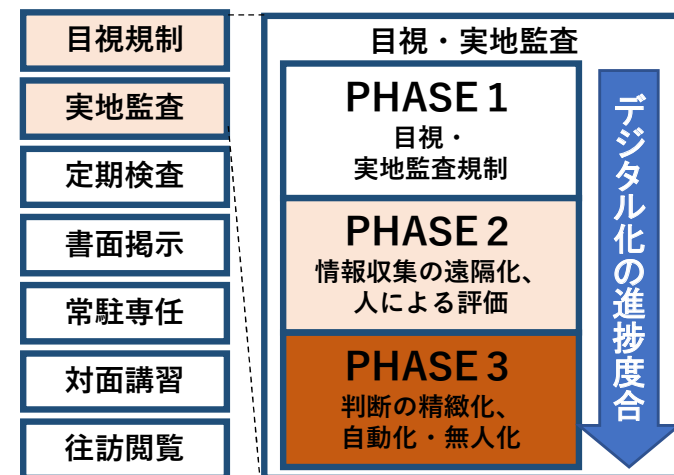 目視規制
実地監査
定期検査
書面掲示
常駐専任
対面講習
往訪閲覧
目視・実地監査
PHASE 1
目視・
実地監査規制
PHASE 2
情報収集の遠隔化、
人による評価
PHASE 3
判断の精緻化、
自動化・無人化
デジタル化の進捗度合